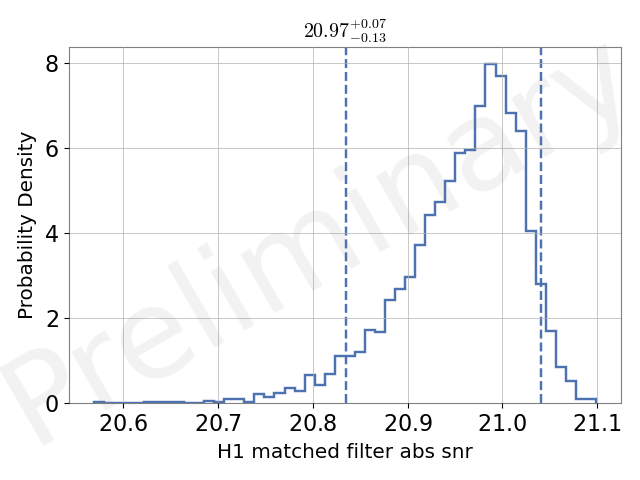 20.97 +0.07 −0.13
8
6
4
2
0
Probability Density
20.6 20.7 20.8 20.9 21.0 21.1
H1 matched filter abs snr
Preliminary